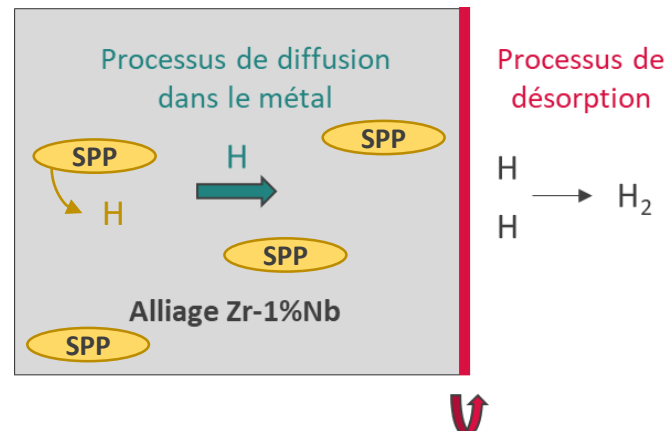 Processus de diffusion
dans le métal
Processus de
désorption
SPP
SPP
H
H
H
H
H₂
SPP
Alliage Zr-1%Nb
SPP